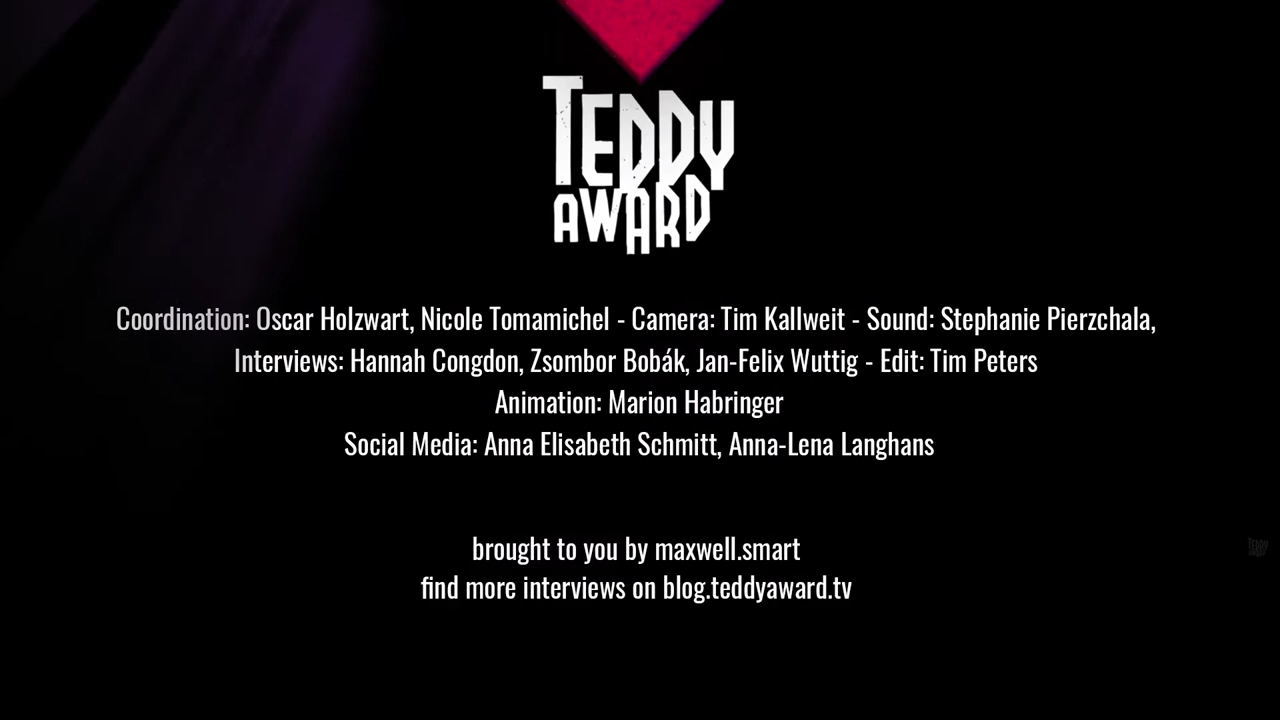 TEDDY
AWARD
Coordination: Oscar Holzwart, Nicole Tomamichel - Camera: Tim Kallweit - Sound: Stephanie Pierzchala,
Interviews: Hannah Congdon, Zsombor Bobák, Jan-Felix Wuttig - Edit: Tim Peters
Animation: Marion Habringer
Social Media: Anna Elisabeth Schmitt, Anna-Lena Langhans
brought to you by maxwell.smart
find more interviews on blog.teddyaward.tv
TEDDY
AWARD